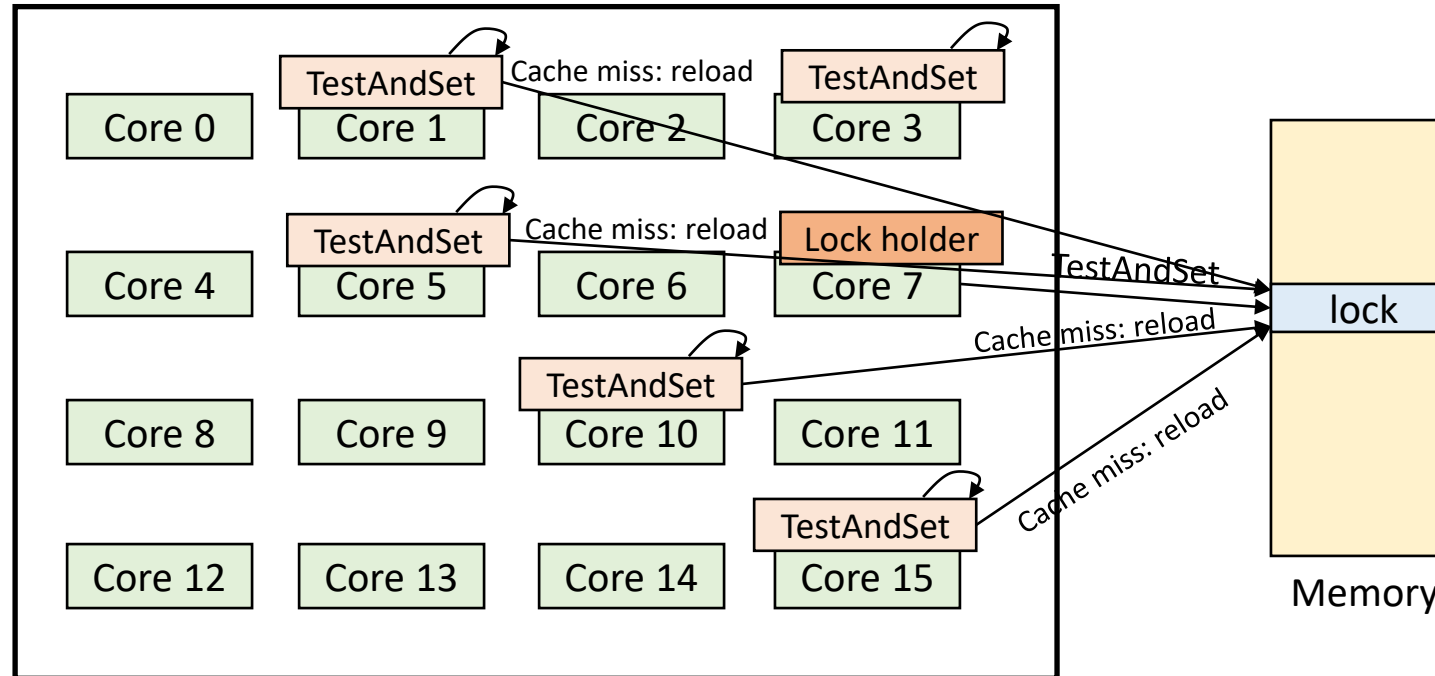 TestAndSet
Cache miss: reload
TestAndSet
Core 0
Core 1
Core 2
Core 3
TestAndSet
Cache miss: reload
Lock holder
TestAndSet
Core 4
Core 5
Core 6
Core 7
lock
Cache miss: reload
TestAndSet
Core 8
Core 9
Core 10
Core 11
Cache miss: reload
TestAndSet
Core 12
Core 13
Core 14
Core 15
Memory